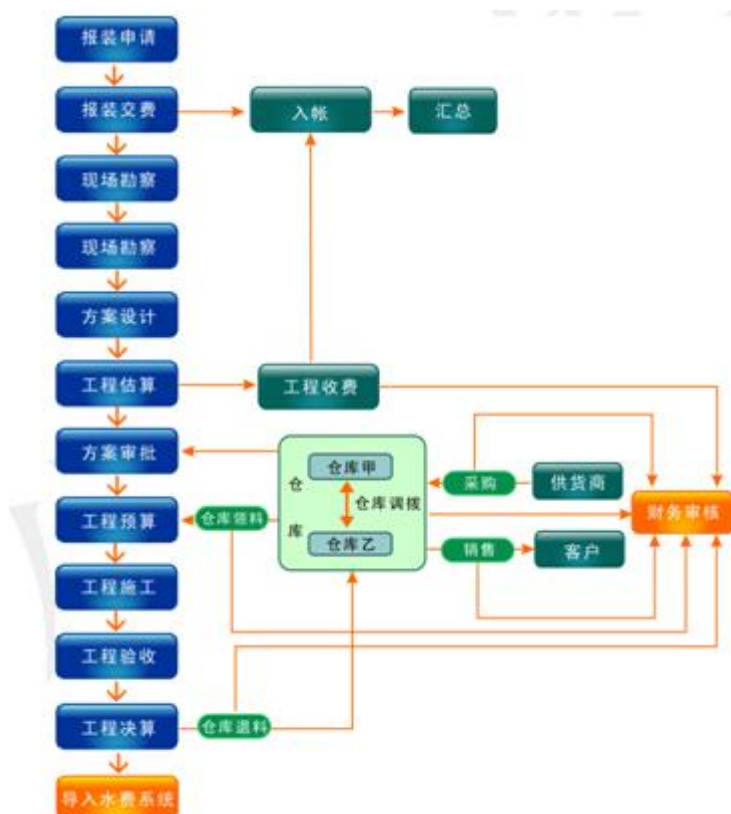 报装申请
报装交费
入帐
汇总
现场勘察
现场勘察
方案设计
工程估算
工程收费
方案审批
仓库甲
采购
供货商
仓
库
仓库调拨
工程预算
仓库领料
财务审核
仓库乙
销售
客户
工程施工
工程验收
工程决算
仓库退料
导入水费系统